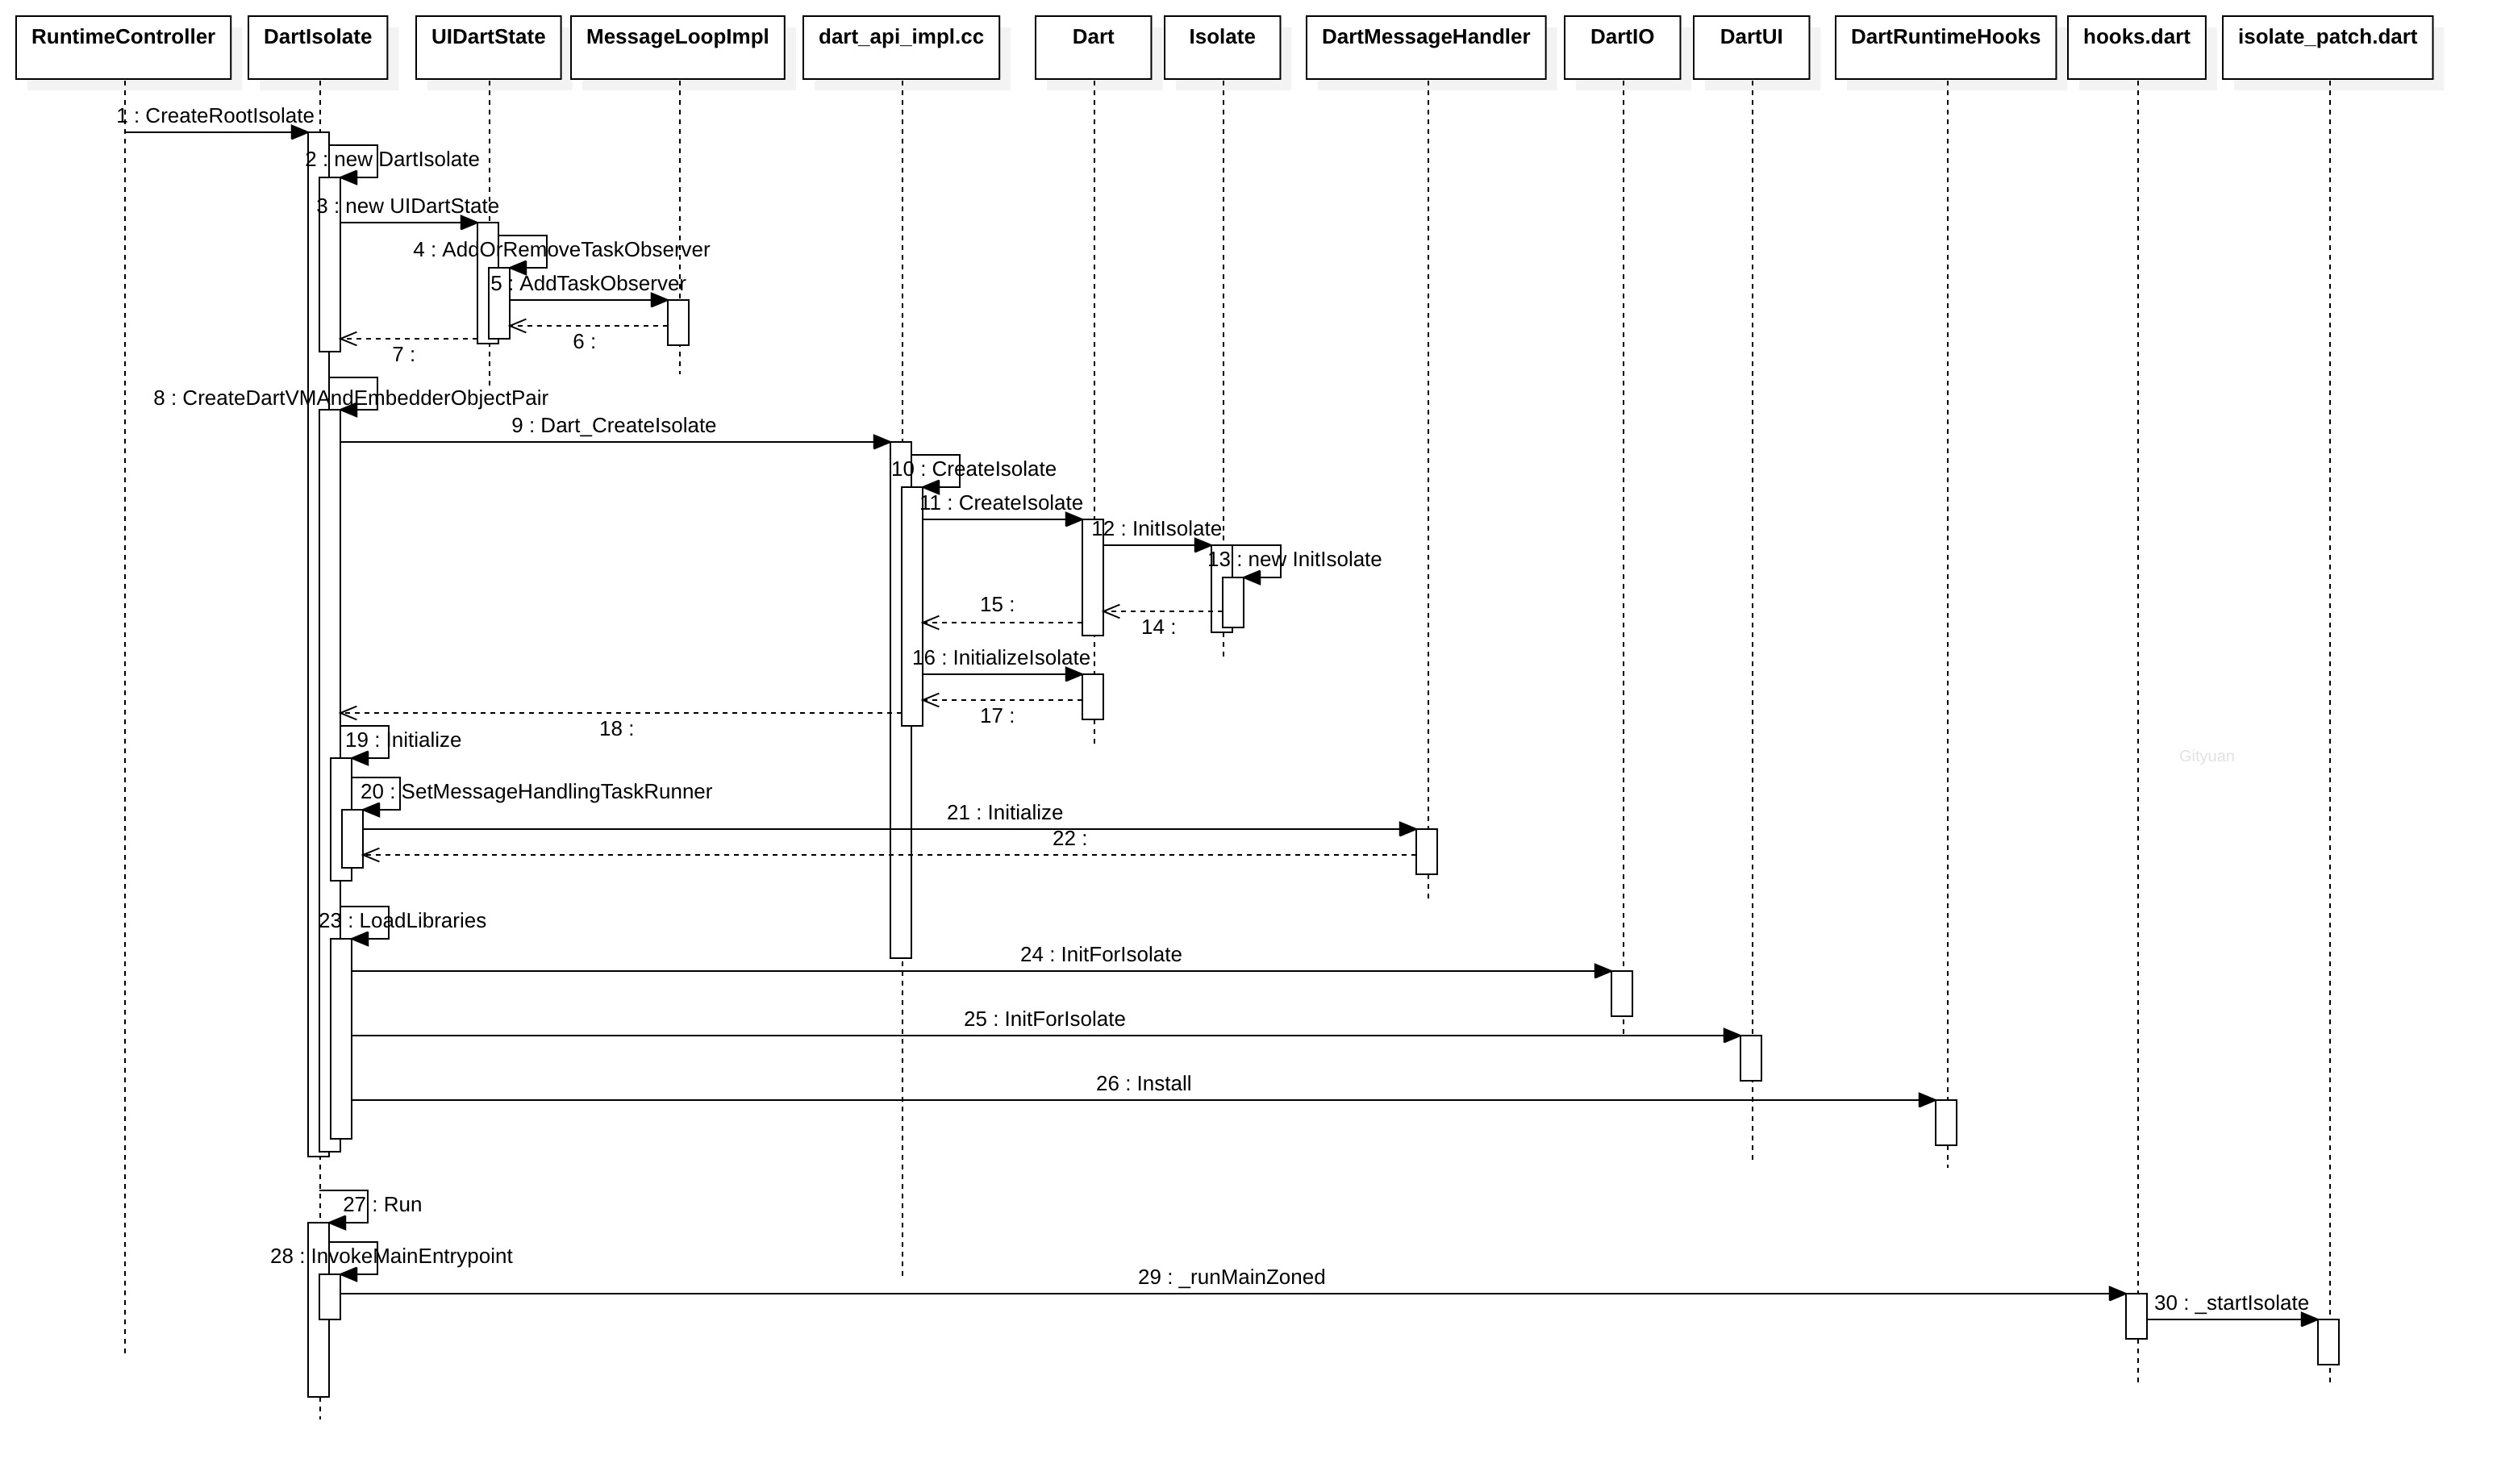 RuntimeController
DartIsolate
UIDartState
MessageLoopImpl
dart_api_impl.cc
Dart
Isolate
DartMessageHandler
DartIO
DartUI
DartRuntimeHooks
hooks.dart
isolate_patch.dart
1 : CreateRootIsolate
2 : new DartIsolate
3 : new UIDartState
4 : AddOrRemoveTaskObserver
5 : AddTaskObserver
6 :
7 :
8 : CreateDartVMAndEmbedderObjectPair
9 : Dart_CreateIsolate
10 : CreateIsolate
11 : CreateIsolate
12 : InitIsolate
13 : new InitIsolate
15 :
14 :
16 : InitializeIsolate
17 :
18 :
19 : Initialize
Gityuan
20 : SetMessageHandlingTaskRunner
21 : Initialize
22 :
23 : LoadLibraries
24 : InitForIsolate
25 : InitForIsolate
26 : Install
27 : Run
28 : InvokeMainEntrypoint
29 : _runMainZoned
30 : _startIsolate